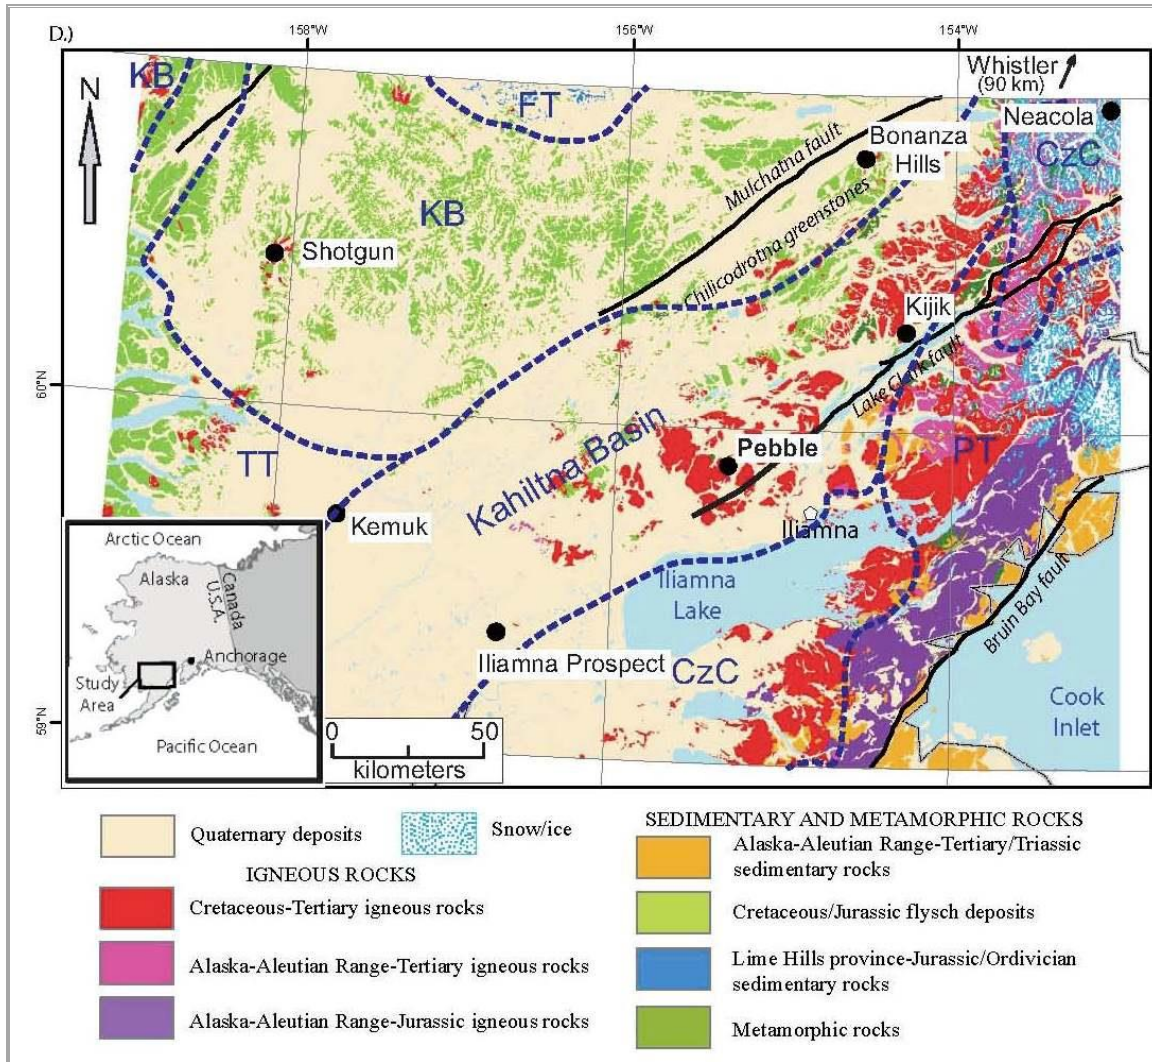 D.)
158°W
156°W
154°W
KB
N
FT
Whistler
(90 km)
Neacola
CzC
Mulchatna fault
Bonanza
Hills
KB
Chilicodrotna greenstones
Shotgun
Kijik
Lake Clark fault
60°N
Kahiltna Basin
Pebble
PT
TT
Kemuk
Iliamna
Iliamna
Lake
Bruin Bay fault
Iliamna Prospect
CzC
Cook
Inlet
59°N
0 50
kilometers
Arctic Ocean
Alaska
Canada
U.S.A.
Anchorage
Study
Area
Pacific Ocean
Quaternary deposits
Snow/ice
IGNEOUS ROCKS
Cretaceous-Tertiary igneous rocks
Alaska-Aleutian Range-Tertiary igneous rocks
Alaska-Aleutian Range-Jurassic igneous rocks
SEDIMENTARY AND METAMORPHIC ROCKS
Alaska-Aleutian Range-Tertiary/Triassic
sedimentary rocks
Cretaceous/Jurassic flysch deposits
Lime Hills province-Jurassic/Ordivician
sedimentary rocks
Metamorphic rocks